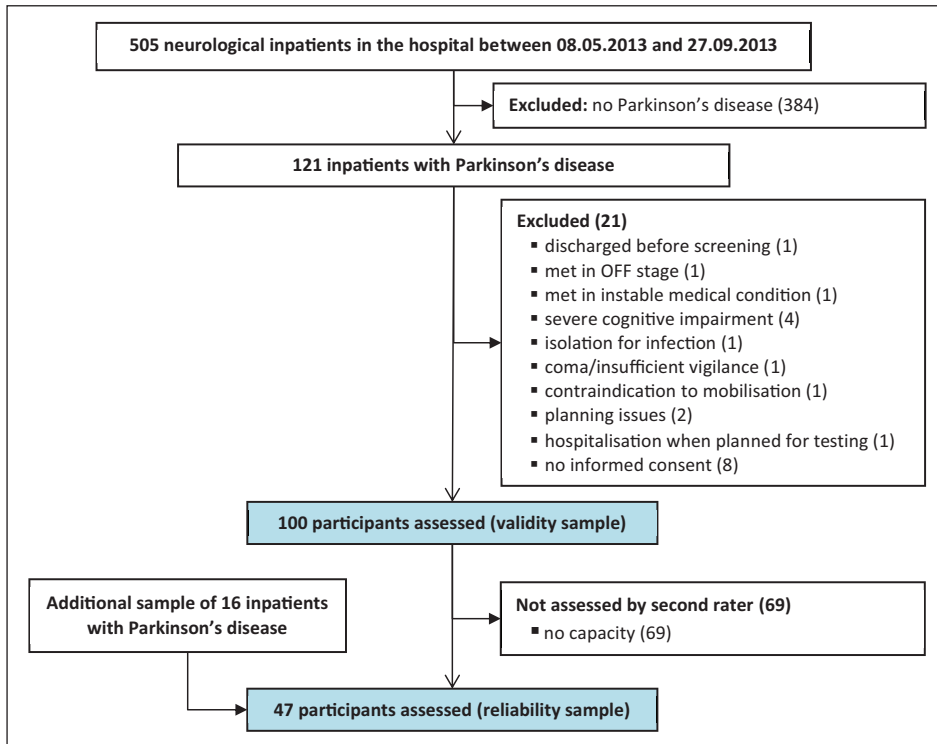 505 neurological inpatients in the hospital between 08.05.2013 and 27.09.2013
Excluded: no Parkinson's disease (384)
121 inpatients with Parkinson's disease
Excluded (21)
▪ discharged before screening (1)
▪ met in OFF stage (1)
▪ met in instable medical condition (1)
▪ severe cognitive impairment (4)
▪ isolation for infection (1)
▪ coma/insufficient vigilance (1)
▪ contraindication to mobilisation (1)
▪ planning issues (2)
▪ hospitalisation when planned for testing (1)
▪ no informed consent (8)
100 participants assessed (validity sample)
Additional sample of 16 inpatients
with Parkinson's disease
Not assessed by second rater (69)
▪ no capacity (69)
47 participants assessed (reliability sample)